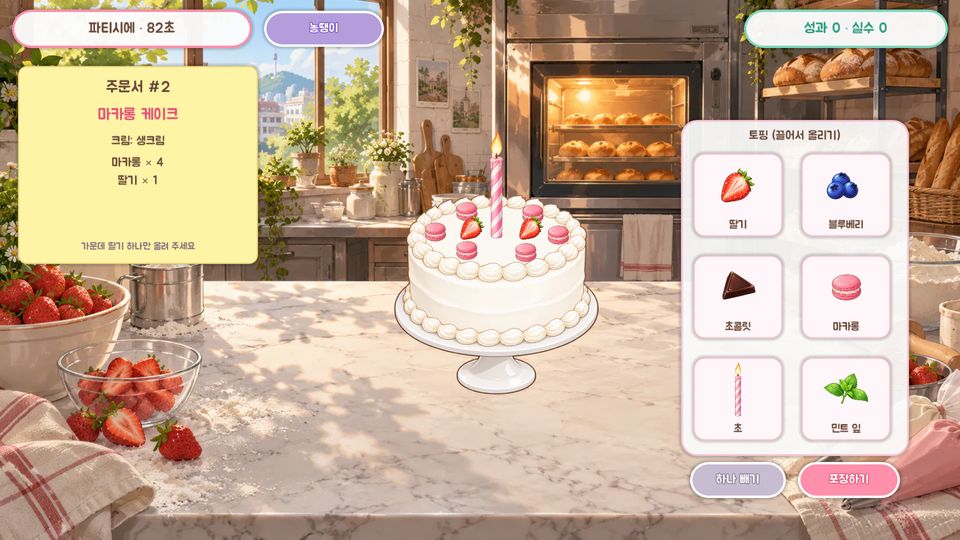 파티시에 · 82초
농땡이
성과 0 · 실수 0
주문서 #2
마카롱 케이크
크림: 생크림
마카롱 × 4
딸기 × 1
가운데 딸기 하나만 올려 주세요
토핑 (끌어서 올리기)
딸기
블루베리
초콜릿
마카롱
초
민트 잎
하나 빼기
포장하기